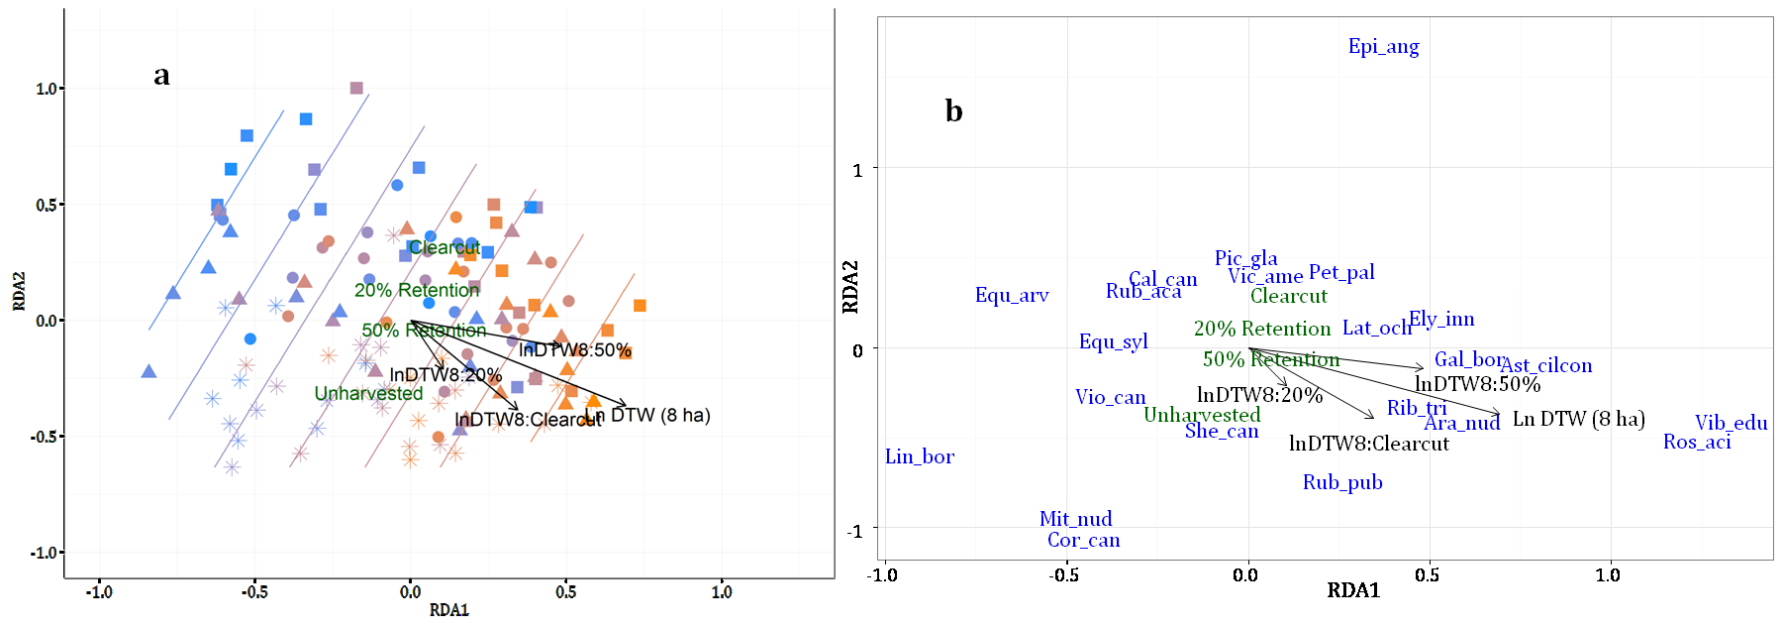 a
1.0
0.5
0.0
-0.5
-1.0
RDA2
Clearcut
20% Retention
50% Retention
lnDTW8:50%
lnDTW8:20%
Unharvested
lnDTW8:Clearcut
Ln DTW (8 ha)
-1.0 -0.5 0.0 0.5 1.0
RDA1
b
1
0
-1
RDA2
Epi_ang
Pic_gla
Cal_can
Vic_ame
Pet_pal
Equ_arv
Rub_aca
Clearcut
20% Retention
Lat_och
Ely_inn
Equ_syl
50% Retention
Gal_bor
Ast_cilcon
lnDTW8:50%
Vio_can
lnDTW8:20%
Rib_tri
Unharvested
Ara_nud
Ln DTW (8 ha)
Vib_edu
She_can
lnDTW8:Clearcut
Ros_aci
Lin_bor
Rub_pub
Mit_nud
Cor_can
-1.0 -0.5 0.0 0.5 1.0
RDA1